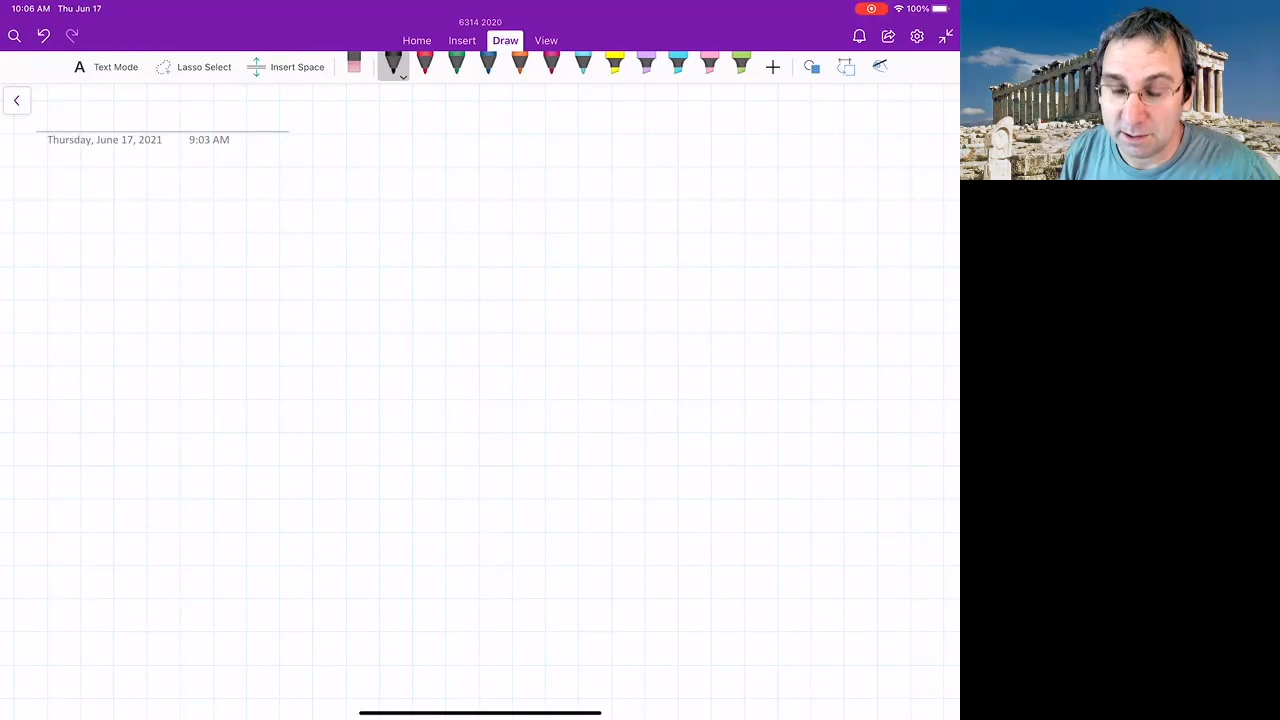 10:06 AM Thu Jun 17 100%
6314 2020
Home Insert Draw View
A Text Mode Lasso Select Insert Space
Thursday, June 17, 2021 9:03 AM